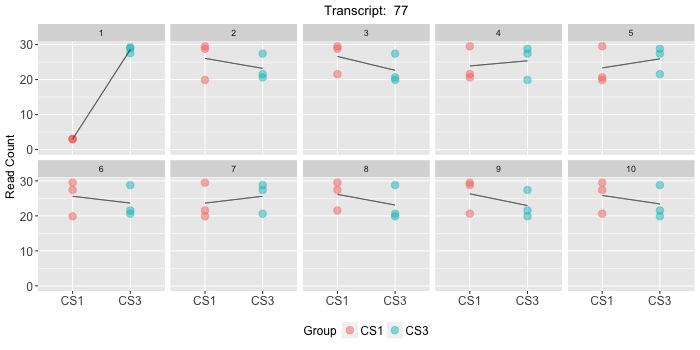 Transcript: 77
1 2 3 4 5
30
20
10
0
Read Count
6 7 8 9 10
30
20
10
0
CS1 CS3 CS1 CS3 CS1 CS3 CS1 CS3 CS1 CS3
Group CS1 CS3